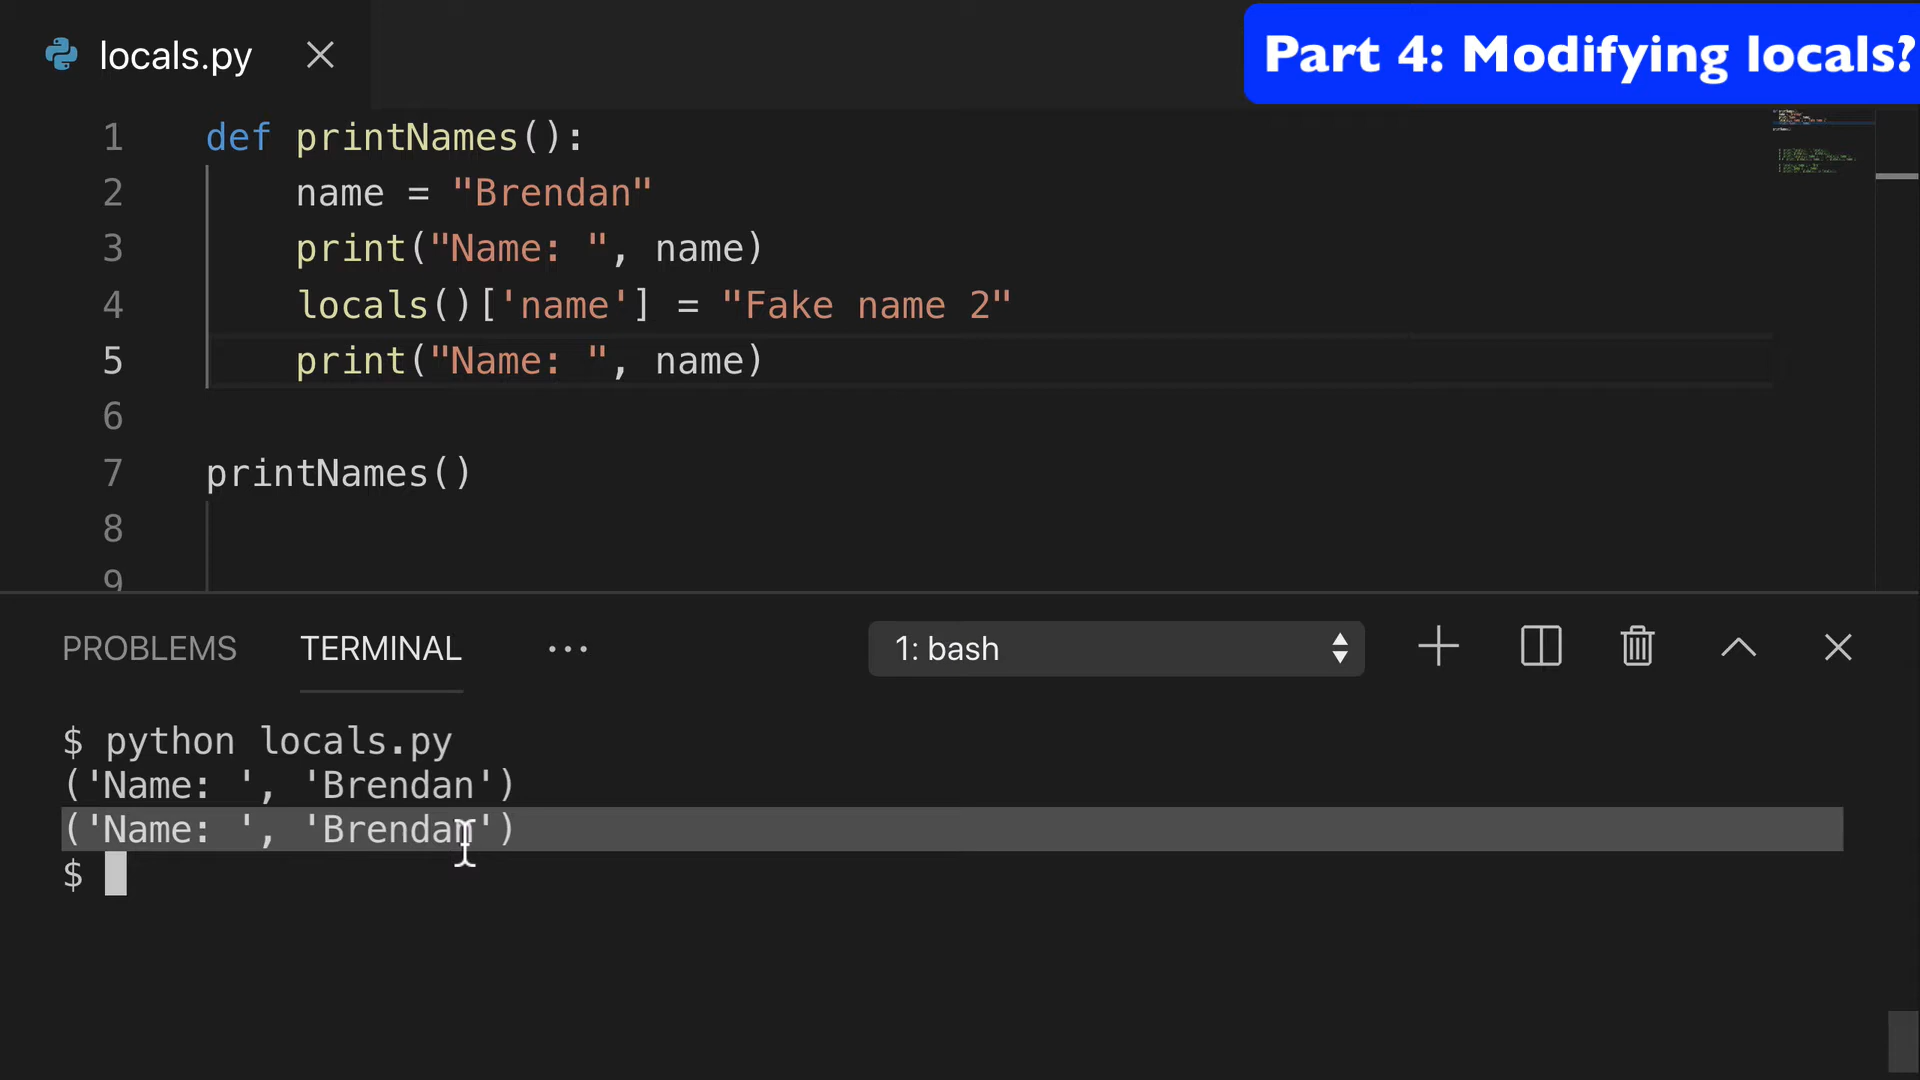 locals.py
Part 4: Modifying locals?
1 def printNames():
2 name = "Brendan"
3 print("Name: ", name)
4 locals()['name'] = "Fake name 2"
5 print("Name: ", name)
6
7 printNames()
8
9
PROBLEMS TERMINAL ··· 1: bash
$ python locals.py
('Name: ', 'Brendan')
('Name: ', 'Brendan')
$